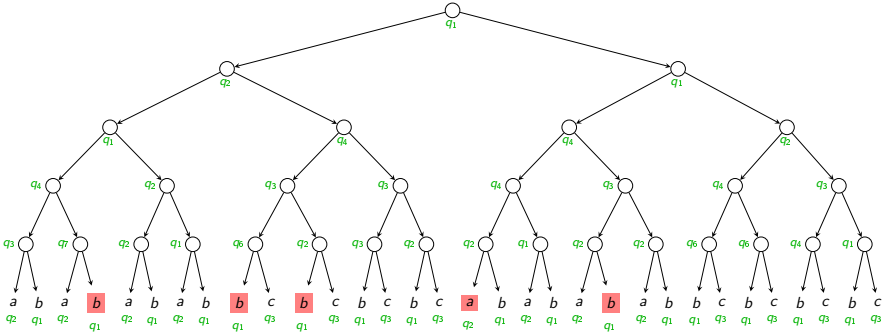 q₁
q₂ q₁
q₁ q₄ q₄ q₂
q₄ q₂ q₃ q₃ q₄ q₃ q₄ q₃
q₃ q₇ q₂ q₁ q₆ q₂ q₃ q₂ q₂ q₁ q₂ q₂ q₆ q₆ q₄ q₁
a b a b a b a b b c b c b c b c a b a b a b a b b c b c b c b c
q₂ q₁ q₂ q₁ q₂ q₁ q₂ q₁ q₁ q₃ q₁ q₃ q₁ q₃ q₁ q₃ q₂ q₁ q₂ q₁ q₂ q₁ q₂ q₁ q₁ q₃ q₁ q₃ q₁ q₃ q₁ q₃